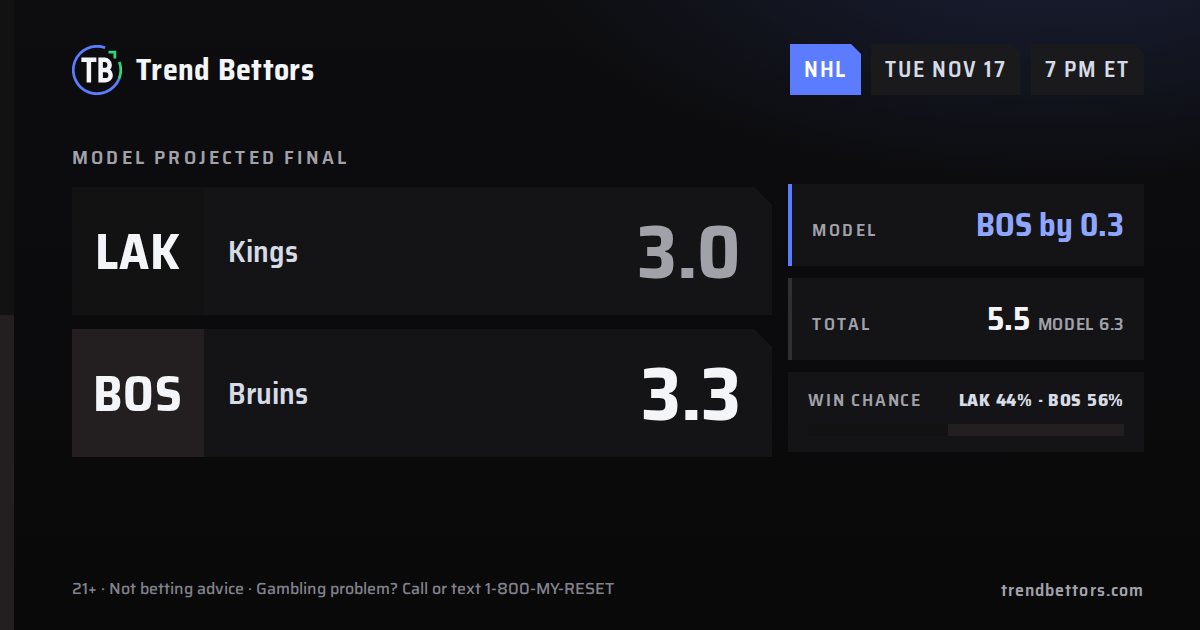 TB Trend Bettors
NHL TUE NOV 17 7 PM ET
MODEL PROJECTED FINAL
LAK Kings 3.0
BOS Bruins 3.3
MODEL BOS by 0.3
TOTAL 5.5 MODEL 6.3
WIN CHANCE LAK 44% · BOS 56%
21+ · Not betting advice · Gambling problem? Call or text 1-800-MY-RESET
trendbettors.com